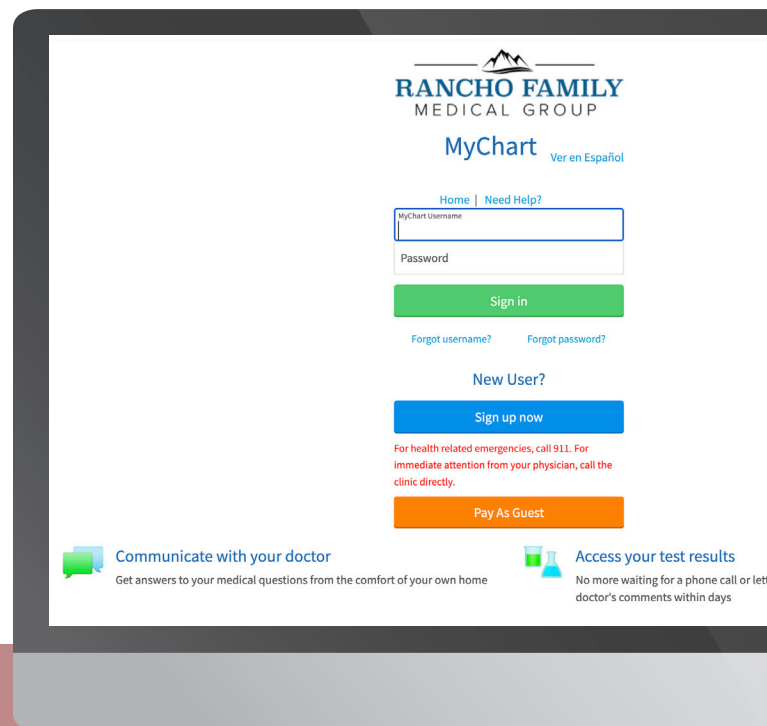 RANCHO FAMILY
MEDICAL GROUP
MyChart
Ver en Español
Home | Need Help?
MyChart Username
Password
Sign in
Forgot username? Forgot password?
New User?
Sign up now
For health related emergencies, call 911. For
immediate attention from your physician, call the
clinic directly.
Pay As Guest
Communicate with your doctor
Get answers to your medical questions from the comfort of your own home
Access your test results
No more waiting for a phone call or
doctor's comments within days